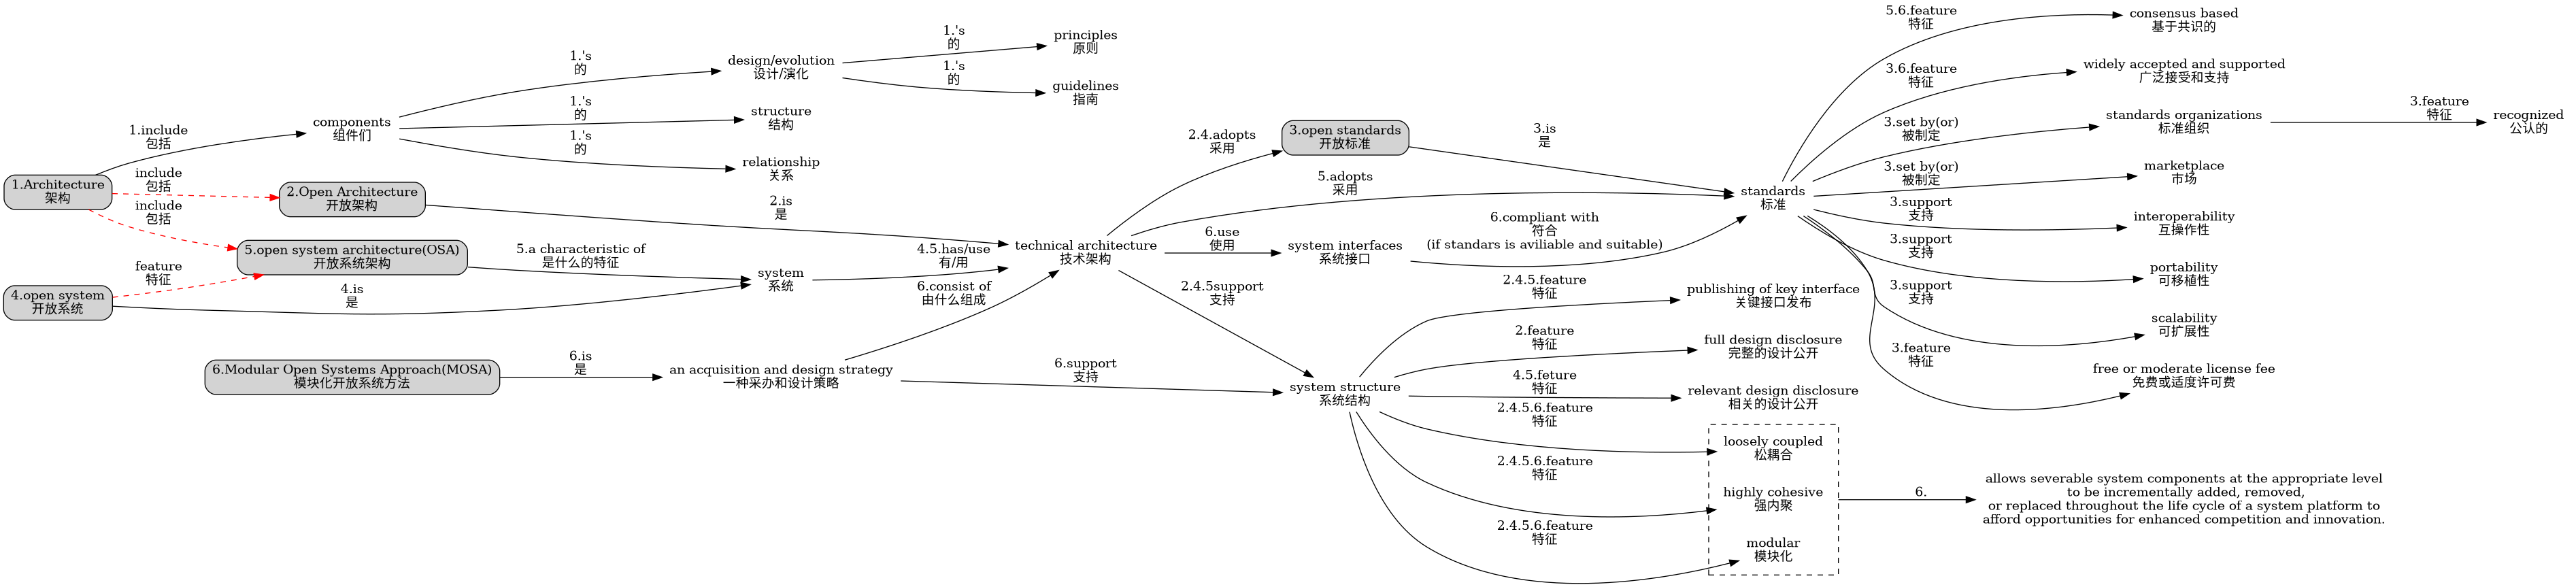 1.Architecture
架构
1.include
包括
components
组件们
1.'s
的
design/evolution
设计/演化
1.'s
的
principles
原则
1.'s
的
guidelines
指南
1.'s
的
structure
结构
1.'s
的
relationship
关系
include
包括
2.Open Architecture
开放架构
2.is
是
include
包括
5.open system architecture(OSA)
开放系统架构
5.a characteristic of
是什么的特征
4.open system
开放系统
feature
特征
4.is
是
system
系统
4.5.has/use
有/用
6.Modular Open Systems Approach(MOSA)
模块化开放系统方法
6.is
是
an acquisition and design strategy
一种采办和设计策略
6.consist of
由什么组成
6.support
支持
technical architecture
技术架构
2.4.adopts
采用
3.open standards
开放标准
3.is
是
5.adopts
采用
6.use
使用
system interfaces
系统接口
6.compliant with
符合
(if standars is aviliable and suitable)
2.4.5support
支持
standards
标准
5.6.feature
特征
consensus based
基于共识的
3.6.feature
特征
widely accepted and supported
广泛接受和支持
3.set by(or)
被制定
standards organizations
标准组织
3.feature
特征
recognized
公认的
3.set by(or)
被制定
marketplace
市场
3.support
支持
interoperability
互操作性
3.support
支持
portability
可移植性
3.support
支持
scalability
可扩展性
3.feature
特征
free or moderate license fee
免费或适度许可费
system structure
系统结构
2.4.5.feature
特征
publishing of key interface
关键接口发布
2.feature
特征
full design disclosure
完整的设计公开
4.5.feture
特征
relevant design disclosure
相关的设计公开
2.4.5.6.feature
特征
loosely coupled
松耦合
2.4.5.6.feature
特征
highly cohesive
强内聚
2.4.5.6.feature
特征
modular
模块化
6.
allows severable system components at the appropriate level
to be incrementally added, removed,
or replaced throughout the life cycle of a system platform to
afford opportunities for enhanced competition and innovation.